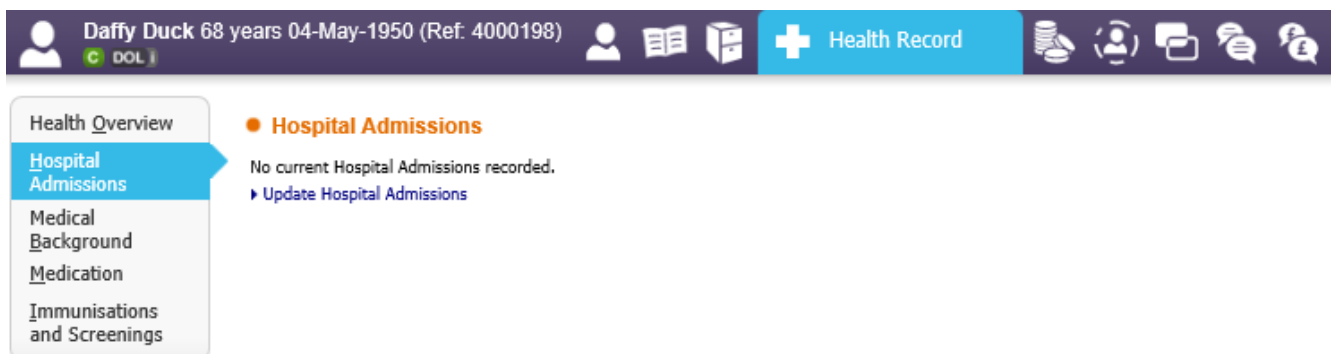 Daffy Duck 68 years 04-May-1950 (Ref: 4000198)
C DOL i
Health Record
Health Overview
Hospital
Admissions
Medical
Background
Medication
Immunisations
and Screenings
Hospital Admissions
No current Hospital Admissions recorded.
Update Hospital Admissions